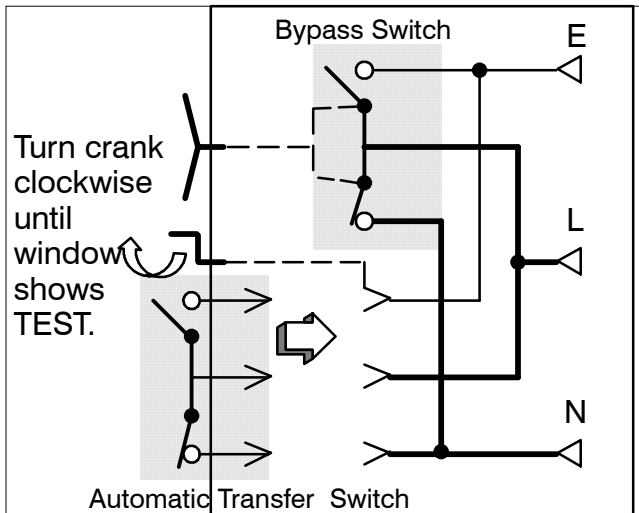 Bypass Switch
E
Turn crank
clockwise
until
window
shows
TEST.
L
N
Automatic Transfer Switch